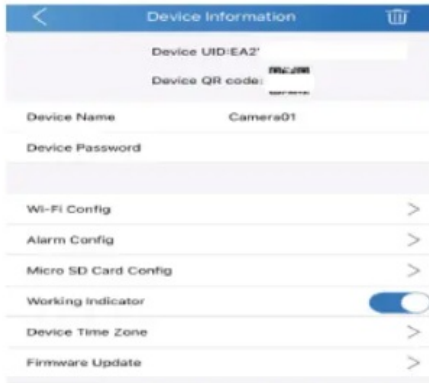 Device Information
Device UID:EA2'
Device QR code:
Device Name Camera01
Device Password
Wi-Fi Config
Alarm Config
Micro SD Card Config
Working Indicator
Device Time Zone
Firmware Update